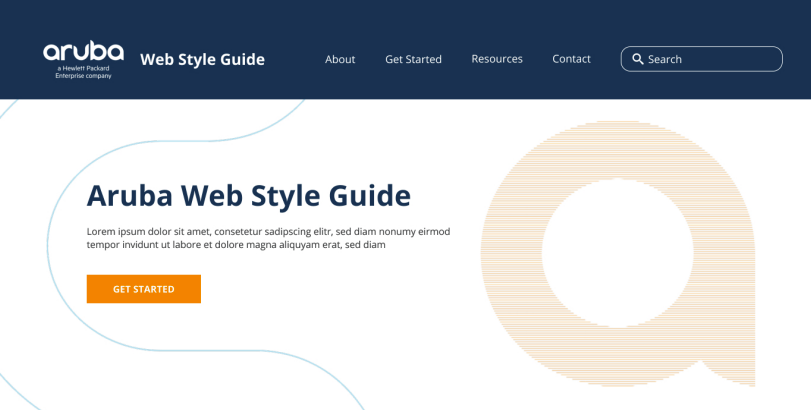 aruba
a Hewlett Packard
Enterprise company
Web Style Guide
About
Get Started
Resources
Contact
Search
Aruba Web Style Guide
Lorem ipsum dolor sit amet, consetetur sadipscing elitr, sed diam nonumy eirmod
tempor invidunt ut labore et dolore magna aliquyam erat, sed diam
GET STARTED